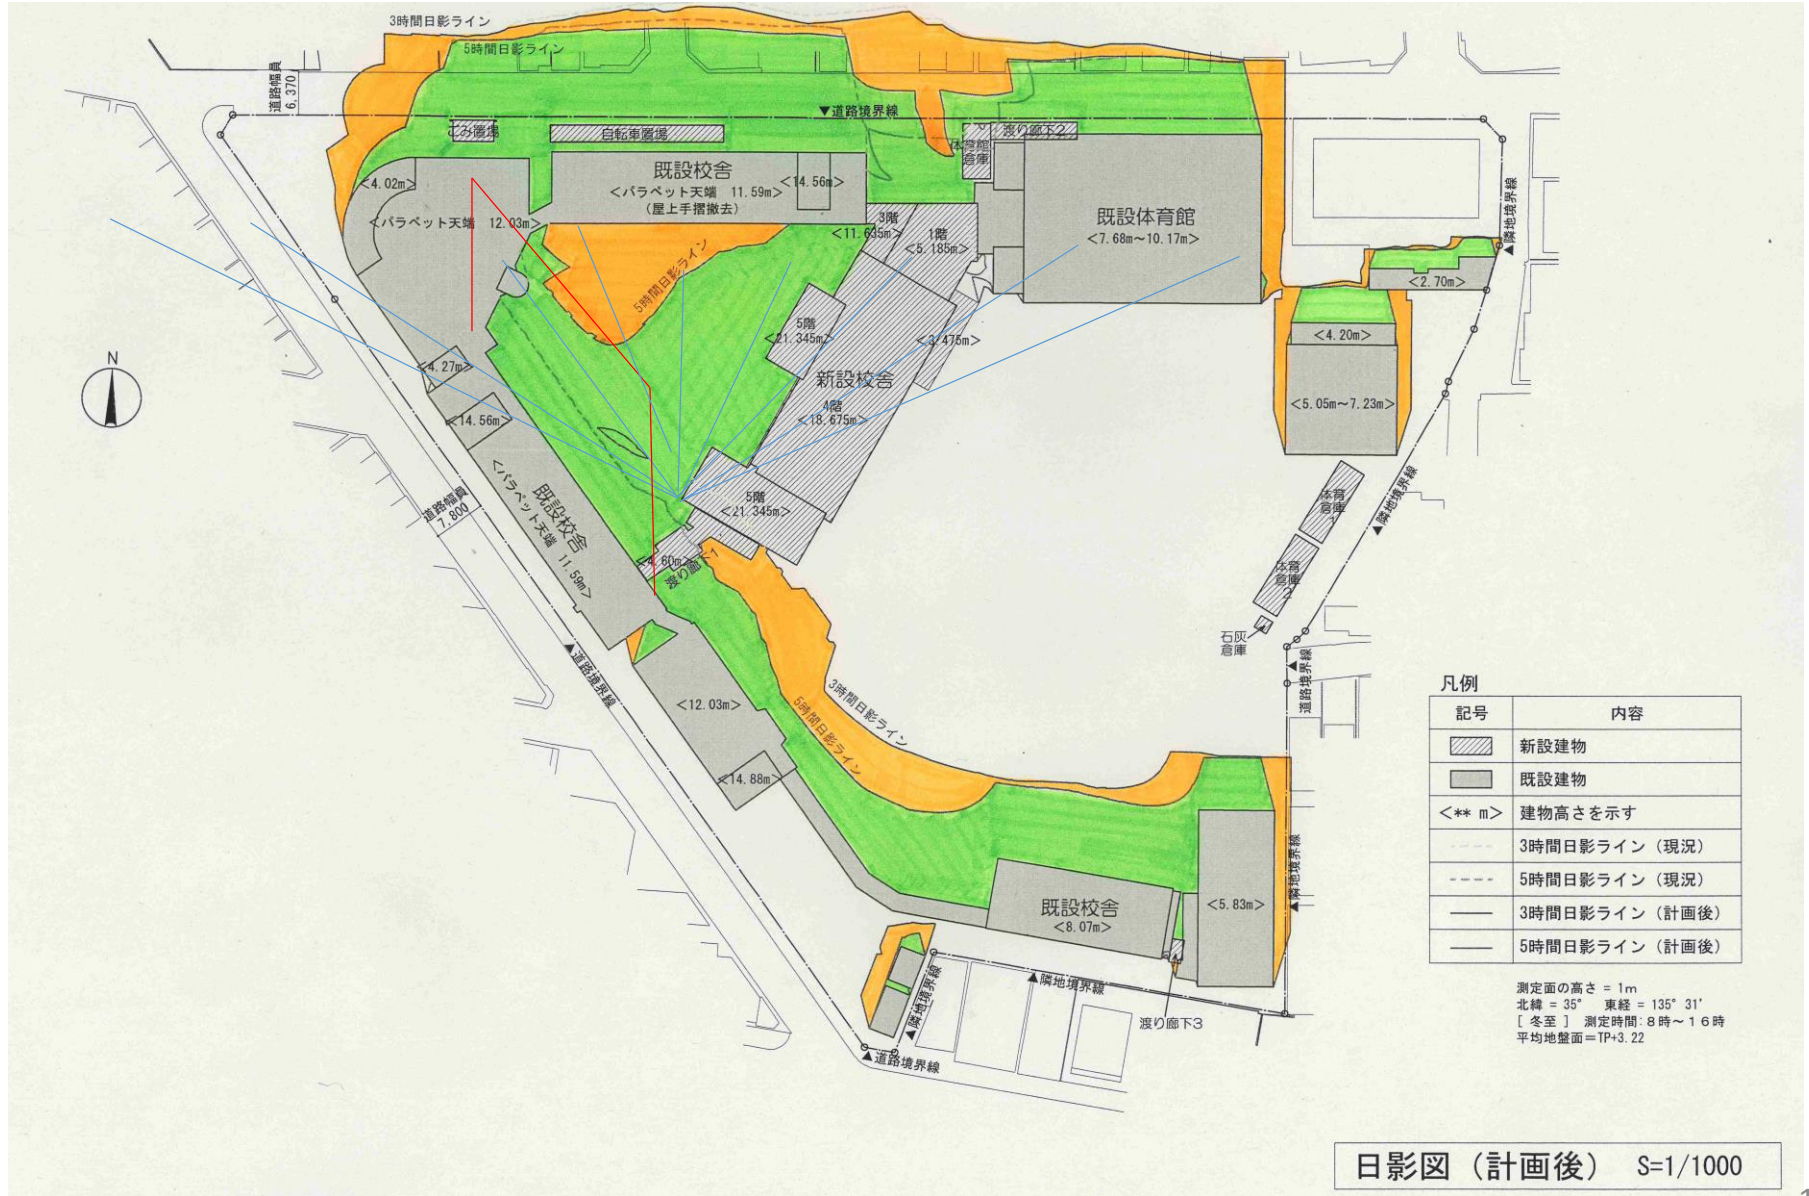 3時間日影ライン
5時間日影ライン
道路幅員
6,370
▼道路境界線
ごみ置場
自転車置場
渡り廊下2
体育館
倉庫
既設校舎
<パラペット天端 11.59m>
(屋上手摺撤去)
<14.56m>
<4.02m>
<パラペット天端 12.03m>
3階
<11.635m>
1階
<5.185m>
既設体育館
<7.68m～10.17m>
▲隣地境界線
<2.70m>
5時間日影ライン
5階
<21.345m>
<3.475m>
<4.20m>
N
<4.27m>
新設校舎
4階
<18.675m>
<5.05m～7.23m>
<14.56m>
既設校舎
<パラペット天端 11.59m>
道路幅員
7,800
5階
<21.345m>
体育
倉庫
1
▲隣地境界線
<4.60m>
渡り廊下1
体育
倉庫
2
石灰
倉庫
▲道路境界線
▲道路境界線
3時間日影ライン
5時間日影ライン
<12.03m>
<14.88m>
凡例
記号 内容
新設建物
既設建物
<** m> 建物高さを示す
3時間日影ライン（現況）
5時間日影ライン（現況）
3時間日影ライン（計画後）
5時間日影ライン（計画後）
▲隣地境界線
既設校舎
<8.07m>
<5.83m>
▲隣地境界線
▲隣地境界線
渡り廊下3
▲道路境界線
測定面の高さ = 1m
北緯 = 35° 東経 = 135° 31'
[ 冬至 ] 測定時間:8時～16時
平均地盤面=TP+3.22
日影図（計画後） S=1/1000